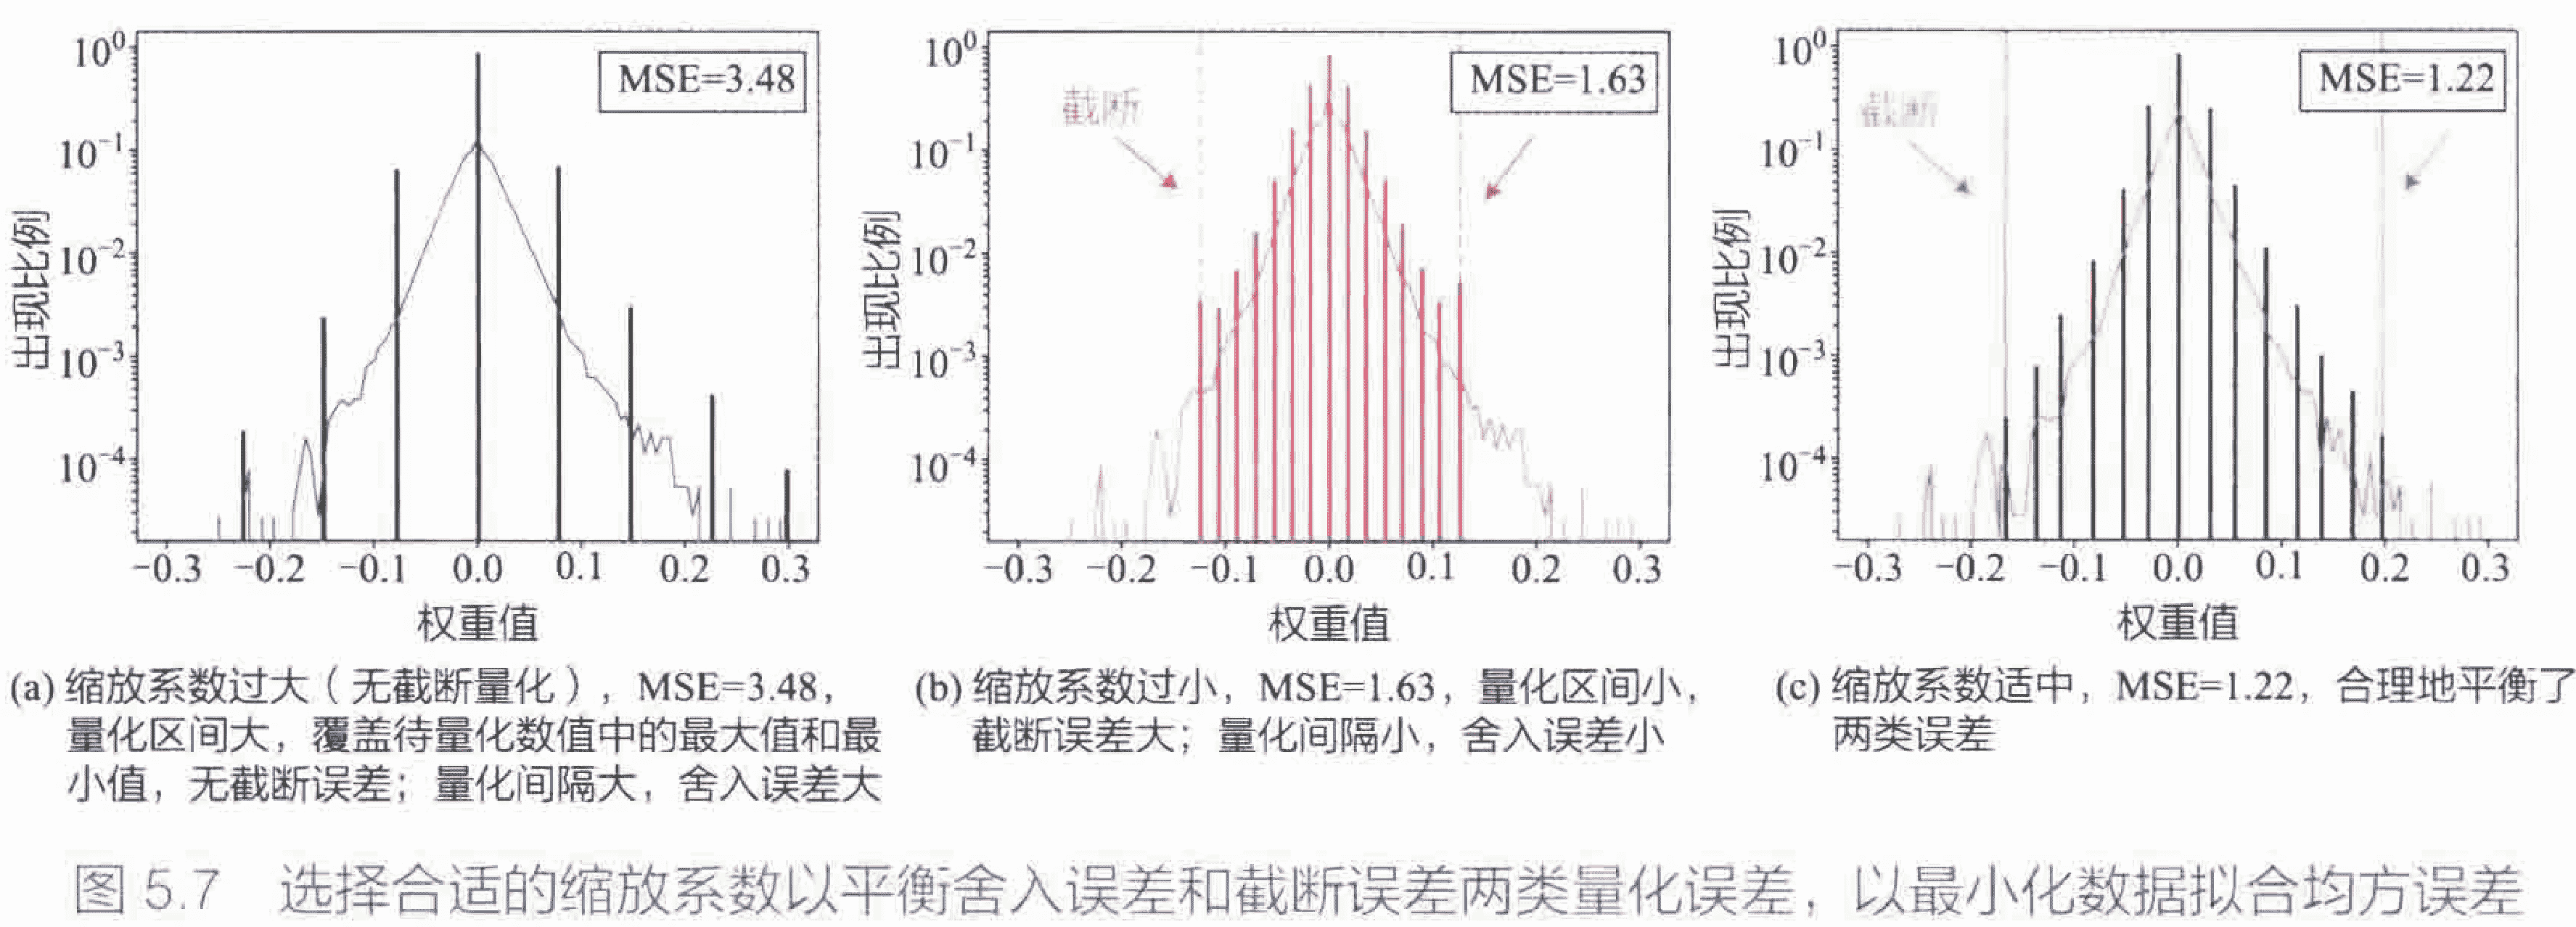 MSE=3.48
10⁰
10⁻¹
10⁻²
10⁻³
10⁻⁴
出现比例
−0.3 −0.2 −0.1 0.0 0.1 0.2 0.3
权重值
(a) 缩放系数过大（无截断量化），MSE=3.48，
量化区间大，覆盖待量化数值中的最大值和最
小值，无截断误差；量化间隔大，舍入误差大
MSE=1.63
截断
10⁰
10⁻¹
10⁻²
10⁻³
10⁻⁴
出现比例
−0.3 −0.2 −0.1 0.0 0.1 0.2 0.3
权重值
(b) 缩放系数过小，MSE=1.63，量化区间小，
截断误差大；量化间隔小，舍入误差小
MSE=1.22
截断
10⁰
10⁻¹
10⁻²
10⁻³
10⁻⁴
出现比例
−0.3 −0.2 −0.1 0.0 0.1 0.2 0.3
权重值
(c) 缩放系数适中，MSE=1.22，合理地平衡了
两类误差
图 5.7 选择合适的缩放系数以平衡舍入误差和截断误差两类量化误差，以最小化数据拟合均方误差